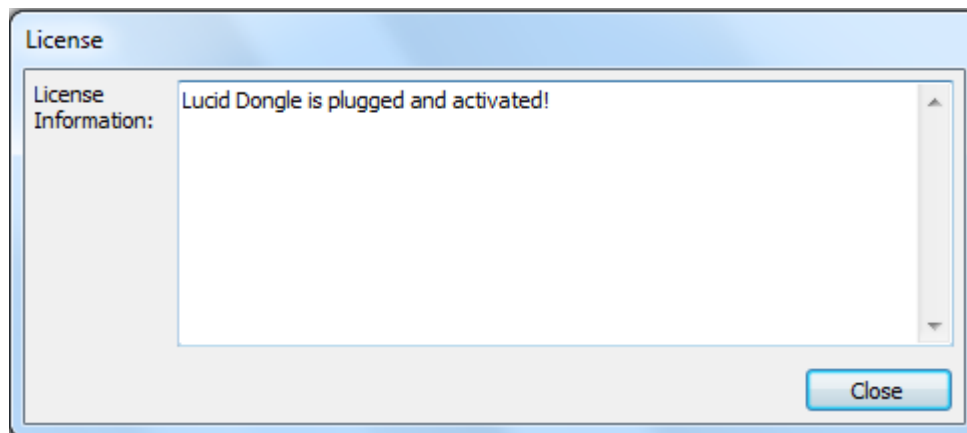 License
License
Information:
Lucid Dongle is plugged and activated!
Close